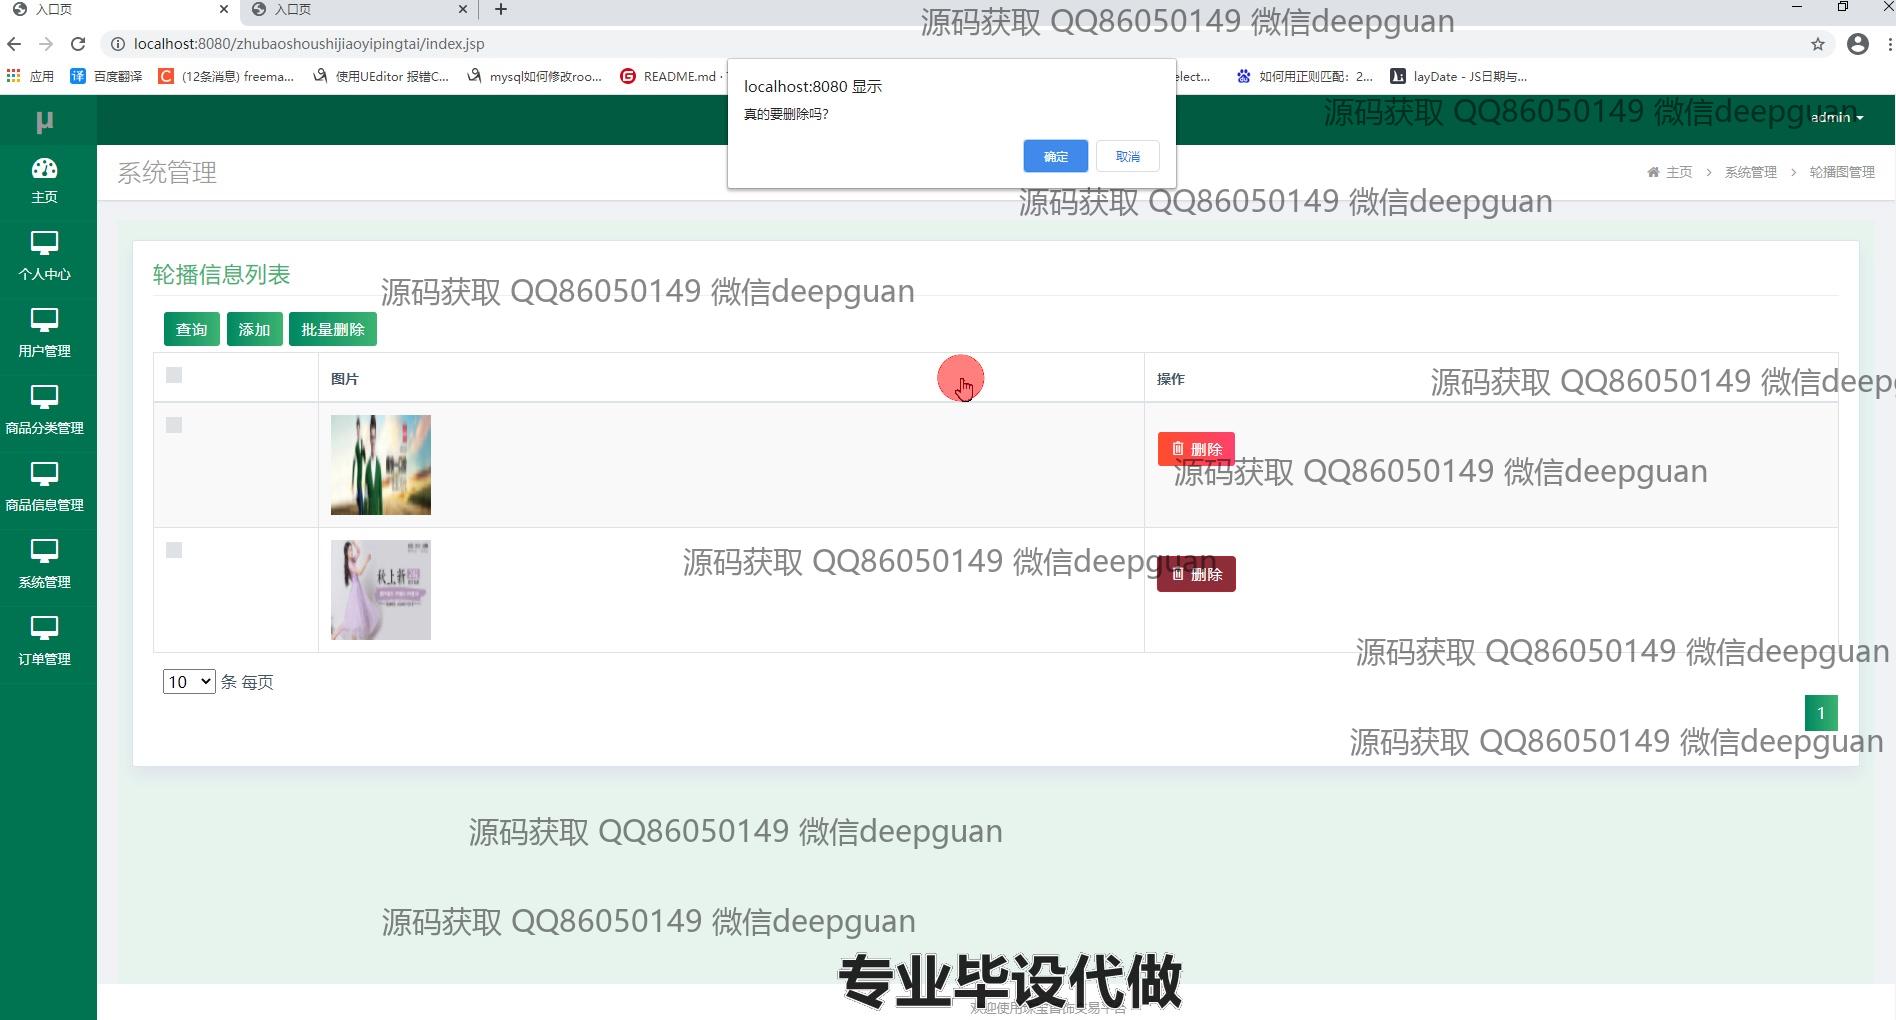 入口页
入口页
源码获取 QQ86050149 微信deepguan
localhost:8080/zhubaoshoushijiaoyipingtai/index.jsp
应用
百度翻译
(12条消息) freema...
使用UEditor 报错C...
mysql如何修改roo...
README.md ·
elect...
如何用正则匹配：2...
layDate - JS日期与...
localhost:8080 显示
真的要删除吗?
确定
取消
μ
源码获取 QQ86050149 微信deepguan
admin
系统管理
主页
系统管理
轮播图管理
源码获取 QQ86050149 微信deepguan
主页
个人中心
用户管理
商品分类管理
商品信息管理
系统管理
订单管理
轮播信息列表
源码获取 QQ86050149 微信deepguan
查询
添加
批量删除
图片
操作
源码获取 QQ86050149 微信deepg
删除
源码获取 QQ86050149 微信deepguan
秋上新
源码获取 QQ86050149 微信deepguan
删除
源码获取 QQ86050149 微信deepguan
10 条 每页
1
源码获取 QQ86050149 微信deepguan
源码获取 QQ86050149 微信deepguan
源码获取 QQ86050149 微信deepguan
专业毕设代做
欢迎使用珠宝首饰交易平台